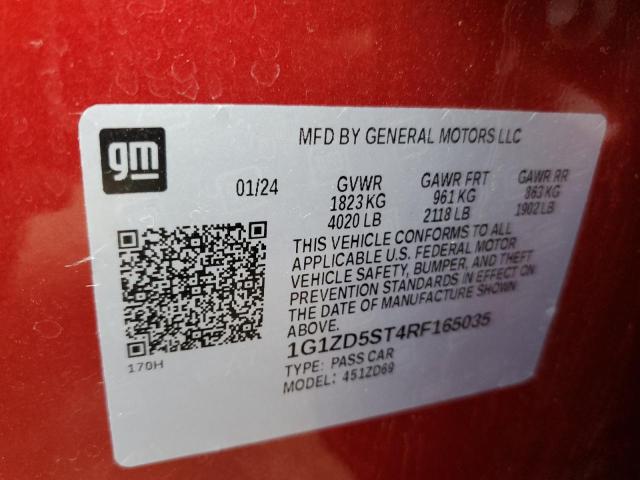 gm
MFD BY GENERAL MOTORS LLC
01/24 GVWR GAWR FRT GAWR RR
1823 KG 961 KG 863 KG
4020 LB 2118 LB 1902 LB
THIS VEHICLE CONFORMS TO ALL
APPLICABLE U.S. FEDERAL MOTOR
VEHICLE SAFETY, BUMPER, AND THEFT
PREVENTION STANDARDS IN EFFECT ON
THE DATE OF MANUFACTURE SHOWN
ABOVE.
1G1ZD5ST4RF165035
170H
TYPE: PASS CAR
MODEL: 451ZD69